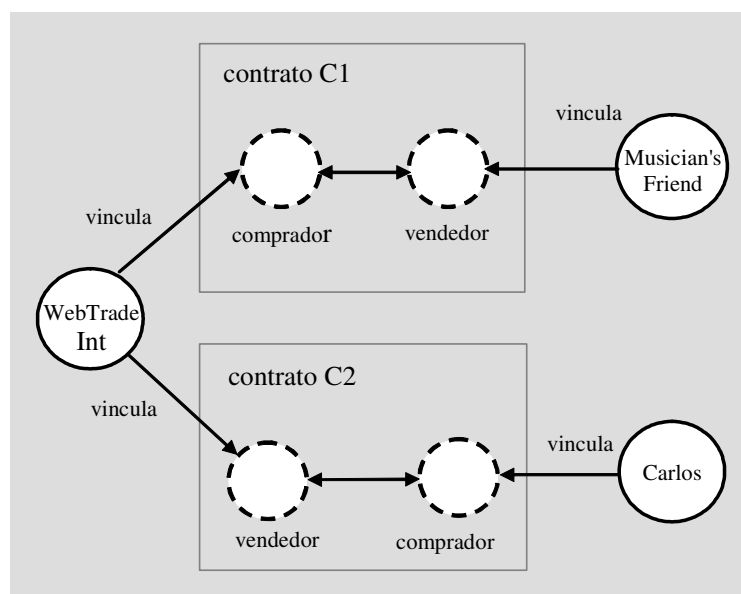 contrato C1
vincula
Musician's
Friend
vincula
comprador
vendedor
WebTrade
Int
contrato C2
vincula
vincula
Carlos
vendedor
comprador